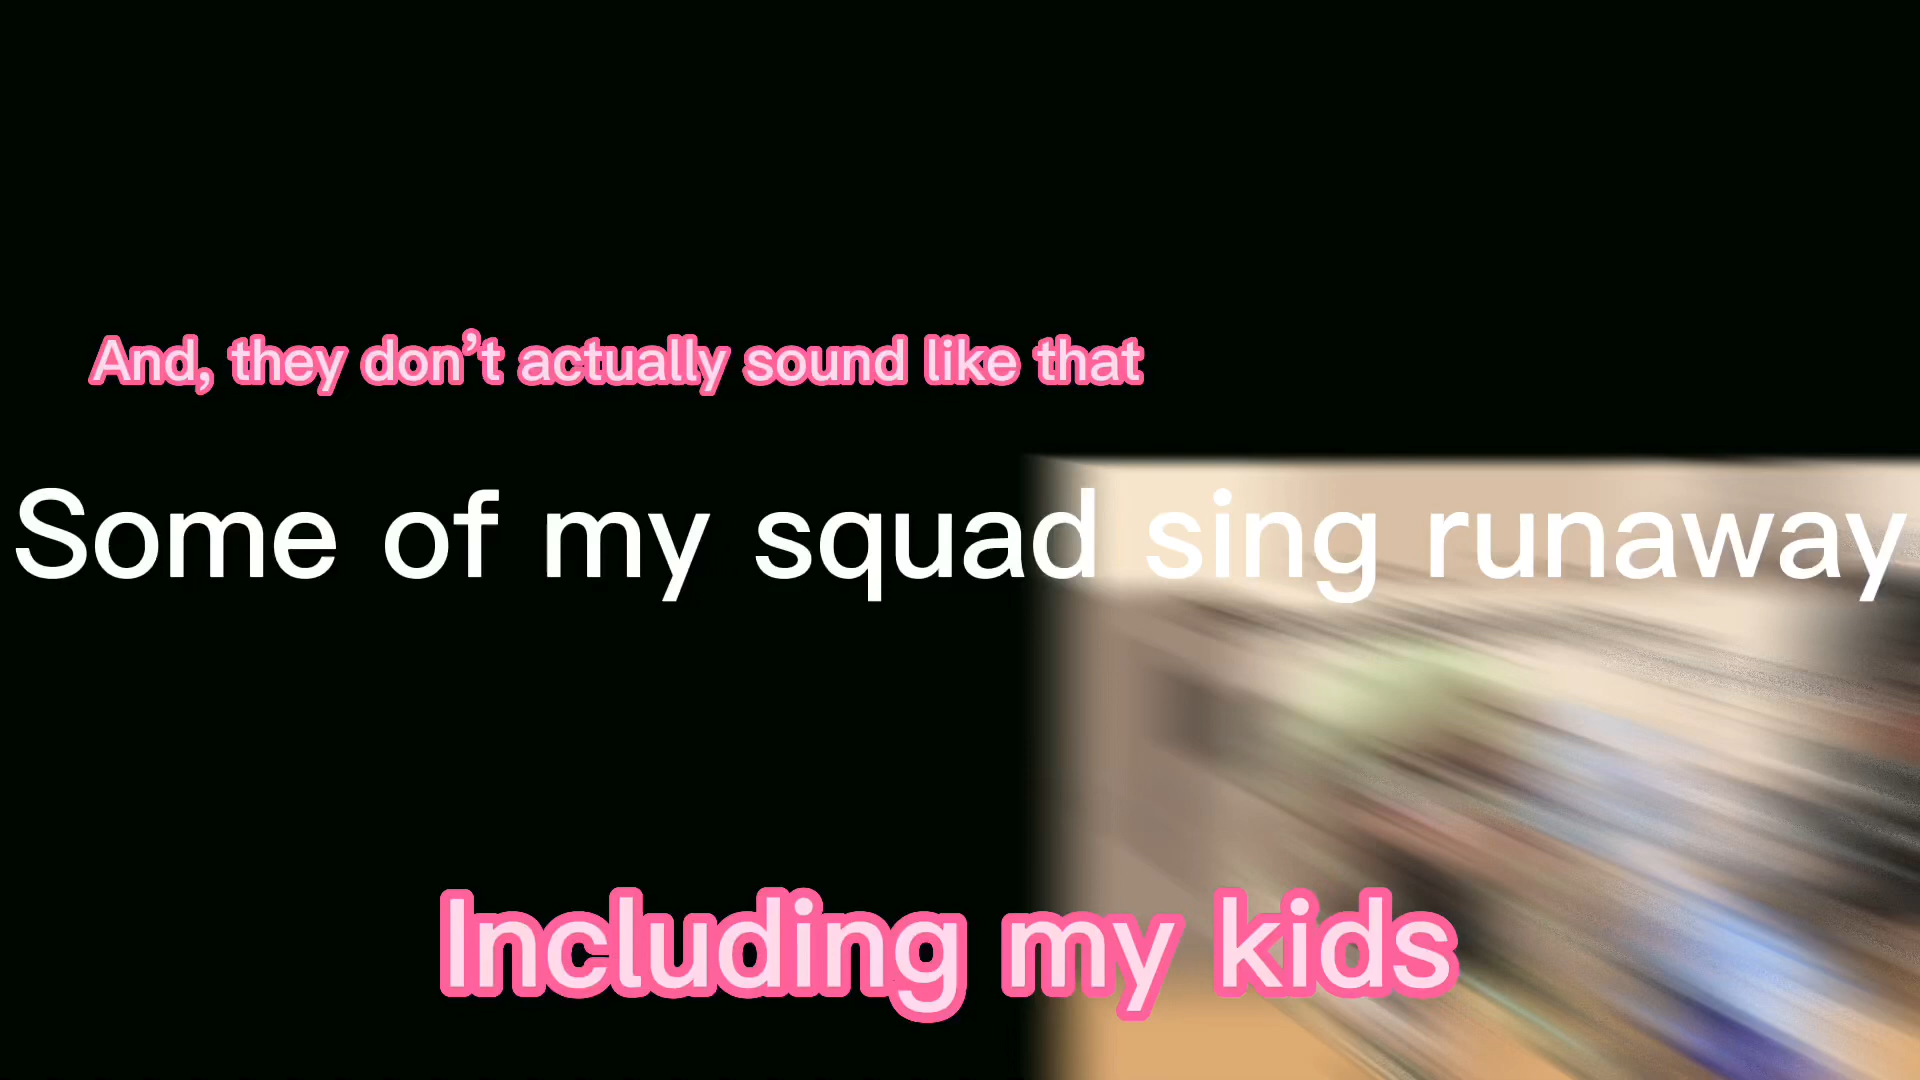 And, they don’t actually sound like that
Some of my squad sing runaway
Including my kids